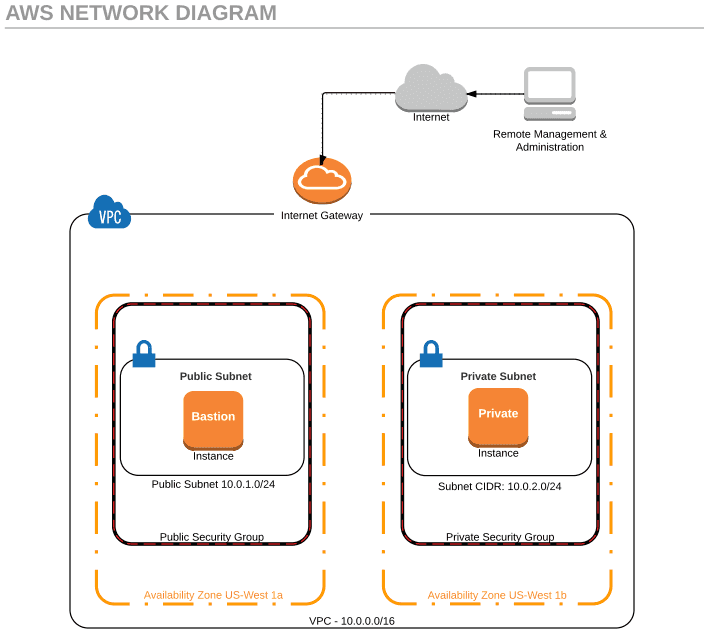 AWS NETWORK DIAGRAM
Internet
Remote Management &
Administration
Internet Gateway
VPC
Public Subnet
Bastion
Instance
Public Subnet 10.0.1.0/24
Public Security Group
Availability Zone US-West 1a
Private Subnet
Private
Instance
Subnet CIDR: 10.0.2.0/24
Private Security Group
Availability Zone US-West 1b
VPC - 10.0.0.0/16